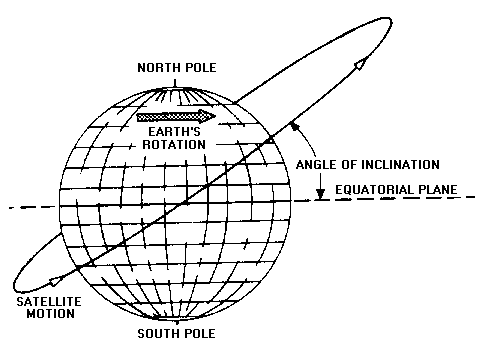 NORTH POLE
EARTH'S
ROTATION
ANGLE OF INCLINATION
EQUATORIAL PLANE
SATELLITE
MOTION
SOUTH POLE